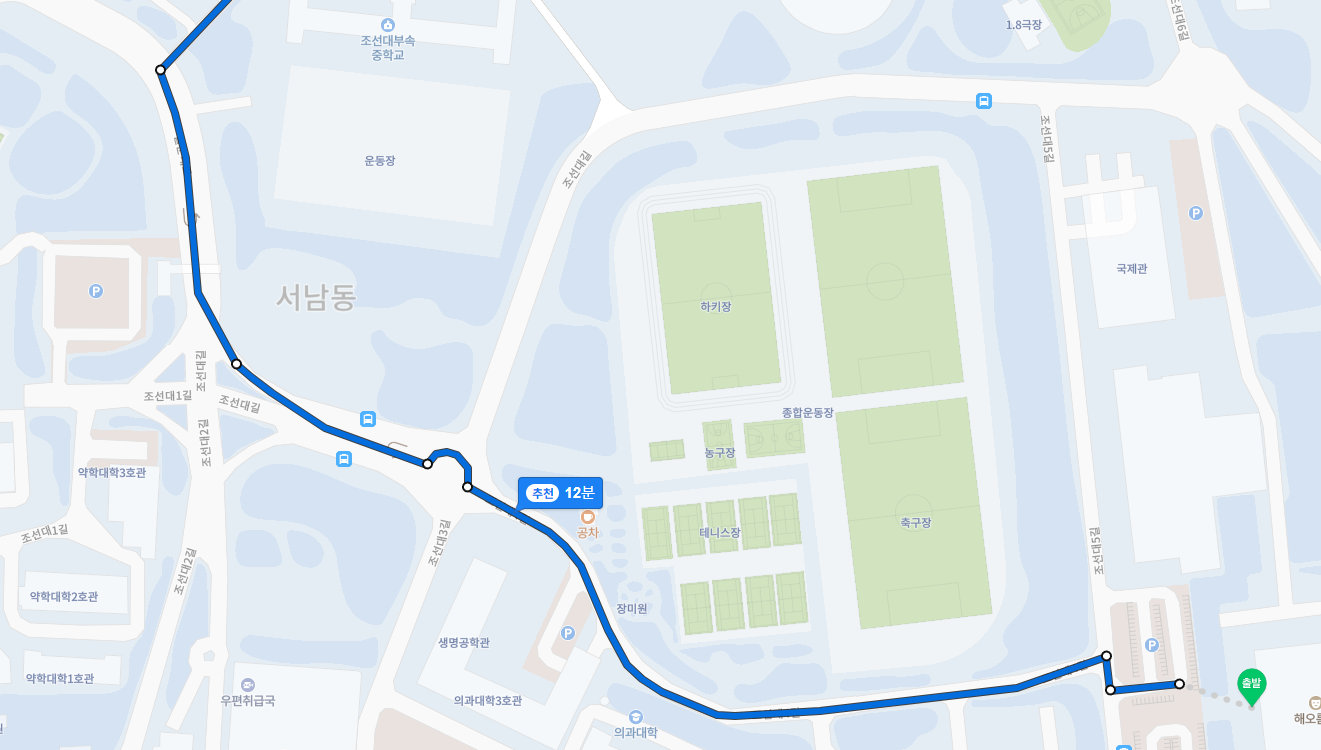 1.8극장
조선대9길
조선대부속
중학교
조선대5길
운동장
조선대길
P
국제관
P
서남동
하키장
조선대길
조선대1길
조선대길
종합운동장
조선대2길
농구장
약학대학3호관
추천 12분
공차
축구장
테니스장
조선대1길
조선대3길
조선대5길
조선대2길
약학대학2호관
장미원
P
생명공학관
P
약학대학1호관
출발
우편취급국
의과대학3호관
의과대학